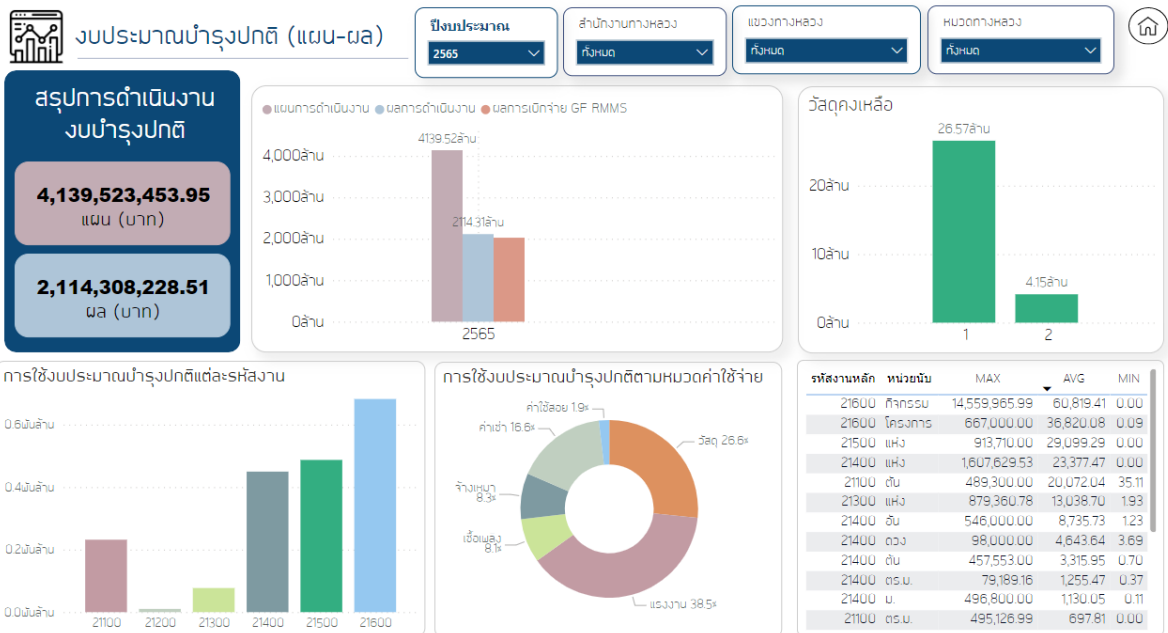 งบประมาณบำรุงปกติ (แผน-ผล)
ปีงบประมาณ
2565
สำนักงานทางหลวง
ทั้งหมด
แขวงทางหลวง
ทั้งหมด
หมวดทางหลวง
ทั้งหมด
สรุปการดำเนินงาน
งบบำรุงปกติ
4,139,523,453.95
แผน (บาท)
2,114,308,228.51
ผล (บาท)
แผนการดำเนินงาน ผลการดำเนินงาน ผลการเบิกจ่าย GF RMMS
4139.52ล้าน
4,000ล้าน
3,000ล้าน
2114.31ล้าน
2,000ล้าน
1,000ล้าน
0ล้าน
2565
วัสดุคงเหลือ
26.57ล้าน
20ล้าน
10ล้าน
4.15ล้าน
0ล้าน
1 2
การใช้งบประมาณบำรุงปกติแต่ละรหัสงาน
0.6พันล้าน
0.4พันล้าน
0.2พันล้าน
0.0พันล้าน
21100 21200 21300 21400 21500 21600
การใช้งบประมาณบำรุงปกติตามหมวดค่าใช้จ่าย
ค่าใช้สอย 1.9%
ค่าเช่า 16.6%
วัสดุ 26.6%
จ้างเหมา
8.3%
เชื้อเพลิง
8.1%
แรงงาน 38.5%
รหัสงานหลัก หน่วยนับ MAX AVG MIN
21600 กิจกรรม 14,559,965.99 60,819.41 0.00
21600 โครงการ 667,000.00 36,820.08 0.09
21500 แห่ง 913,710.00 29,099.29 0.00
21400 แห่ง 1,607,629.53 23,377.47 0.00
21100 ตัน 489,300.00 20,072.04 35.11
21300 แห่ง 879,360.78 13,038.70 1.93
21400 อัน 546,000.00 8,735.73 1.23
21400 ดวง 98,000.00 4,643.64 3.69
21400 ต้น 457,553.00 3,315.95 0.70
21400 ตร.ม. 79,189.16 1,255.47 0.37
21400 ม. 496,800.00 1,130.05 0.11
21100 ตร.ม. 495,126.99 697.81 0.00